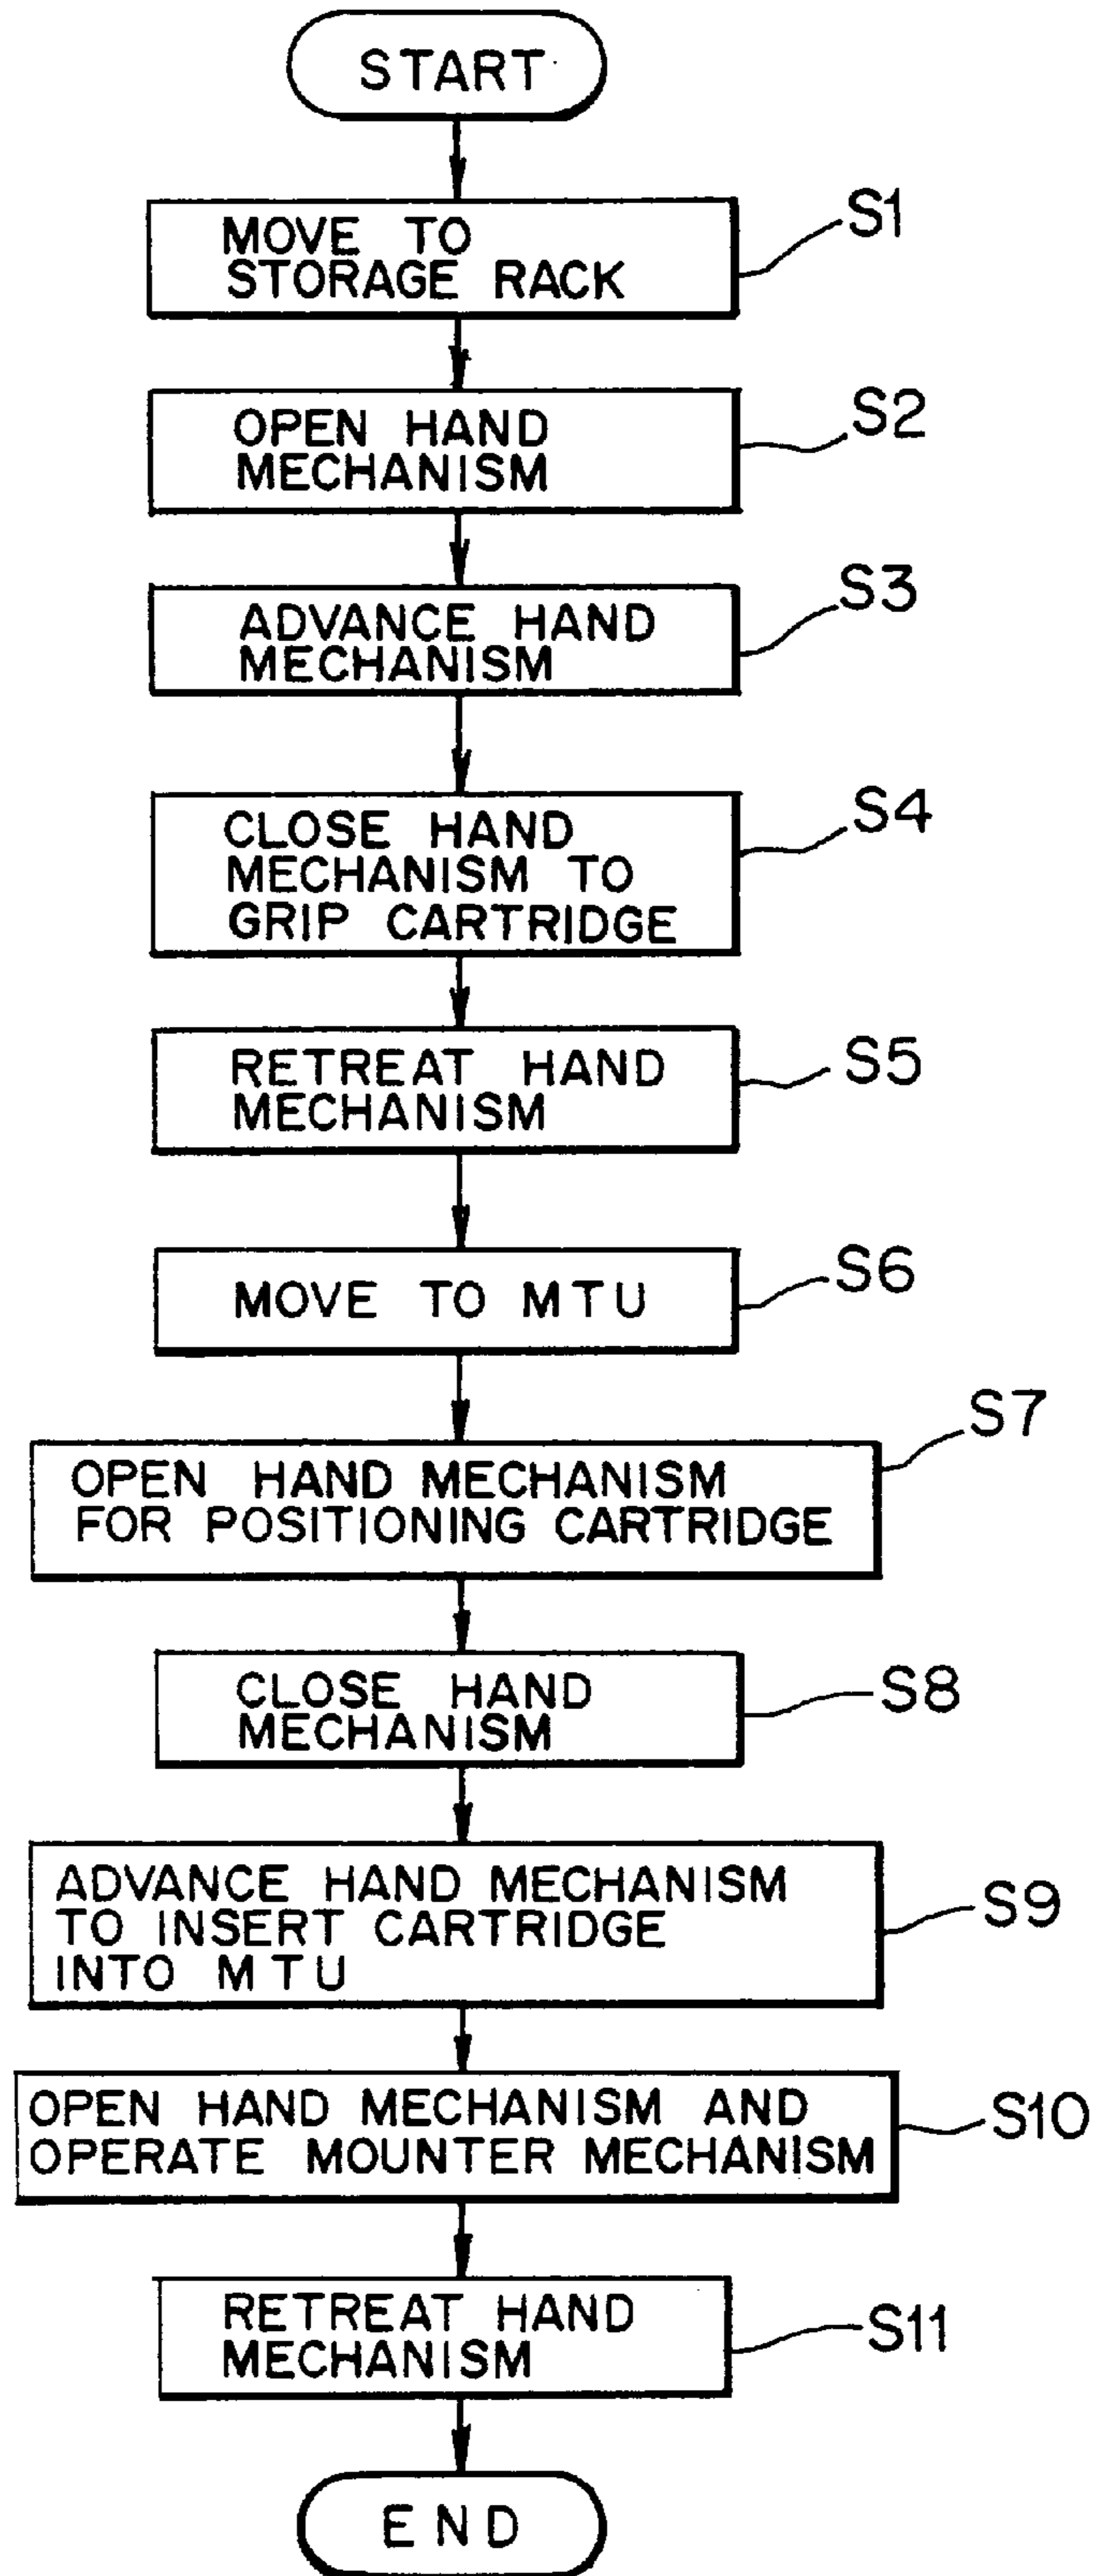 START
MOVE TO
STORAGE RACK
S1
OPEN HAND
MECHANISM
S2
ADVANCE HAND
MECHANISM
S3
CLOSE HAND
MECHANISM TO
GRIP CARTRIDGE
S4
RETREAT HAND
MECHANISM
S5
MOVE TO MTU
S6
OPEN HAND MECHANISM
FOR POSITIONING CARTRIDGE
S7
CLOSE HAND
MECHANISM
S8
ADVANCE HAND MECHANISM
TO INSERT CARTRIDGE
INTO MTU
S9
OPEN HAND MECHANISM AND
OPERATE MOUNTER MECHANISM
S10
RETREAT HAND
MECHANISM
S11
END